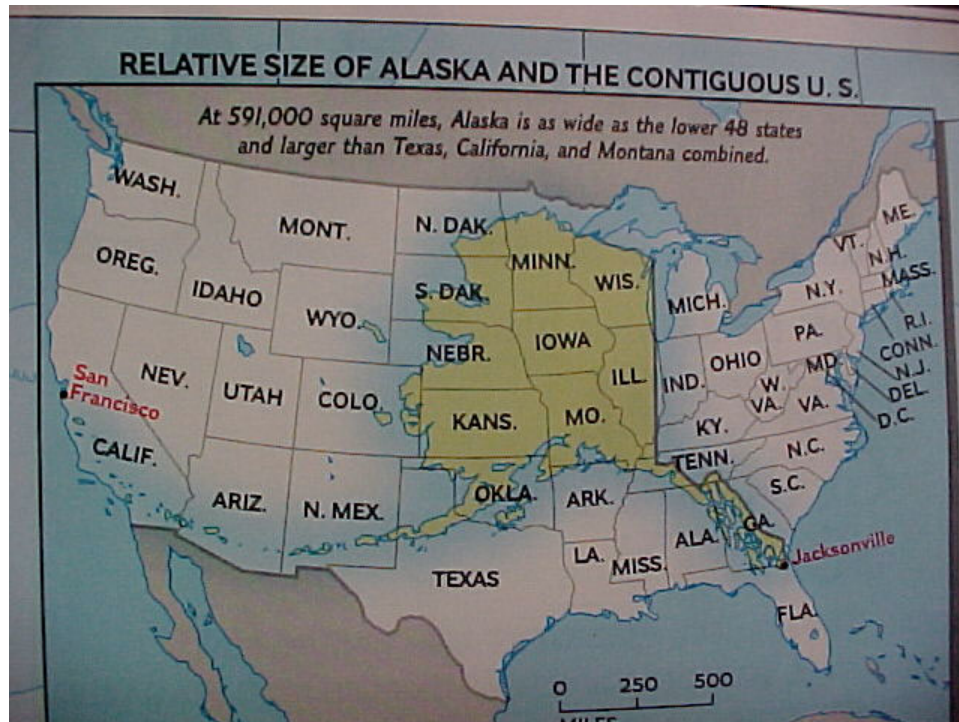 RELATIVE SIZE OF ALASKA AND THE CONTIGUOUS U. S.
At 591,000 square miles, Alaska is as wide as the lower 48 states
and larger than Texas, California, and Montana combined.
WASH.
MONT.
N. DAK.
MINN.
ME.
VT.
N.H.
OREG.
IDAHO
WYO.
S. DAK.
WIS.
MICH.
N.Y.
MASS.
R.I.
CONN.
N.J.
DEL.
D.C.
San
Francisco
NEV.
UTAH
COLO.
NEBR.
IOWA
ILL.
IND.
OHIO
PA.
MD.
W.
VA.
VA.
CALIF.
KANS.
MO.
KY.
ARIZ.
N. MEX.
OKLA.
ARK.
TENN.
N.C.
S.C.
TEXAS
LA.
MISS.
ALA.
GA.
Jacksonville
FLA.
0 250 500
MILES